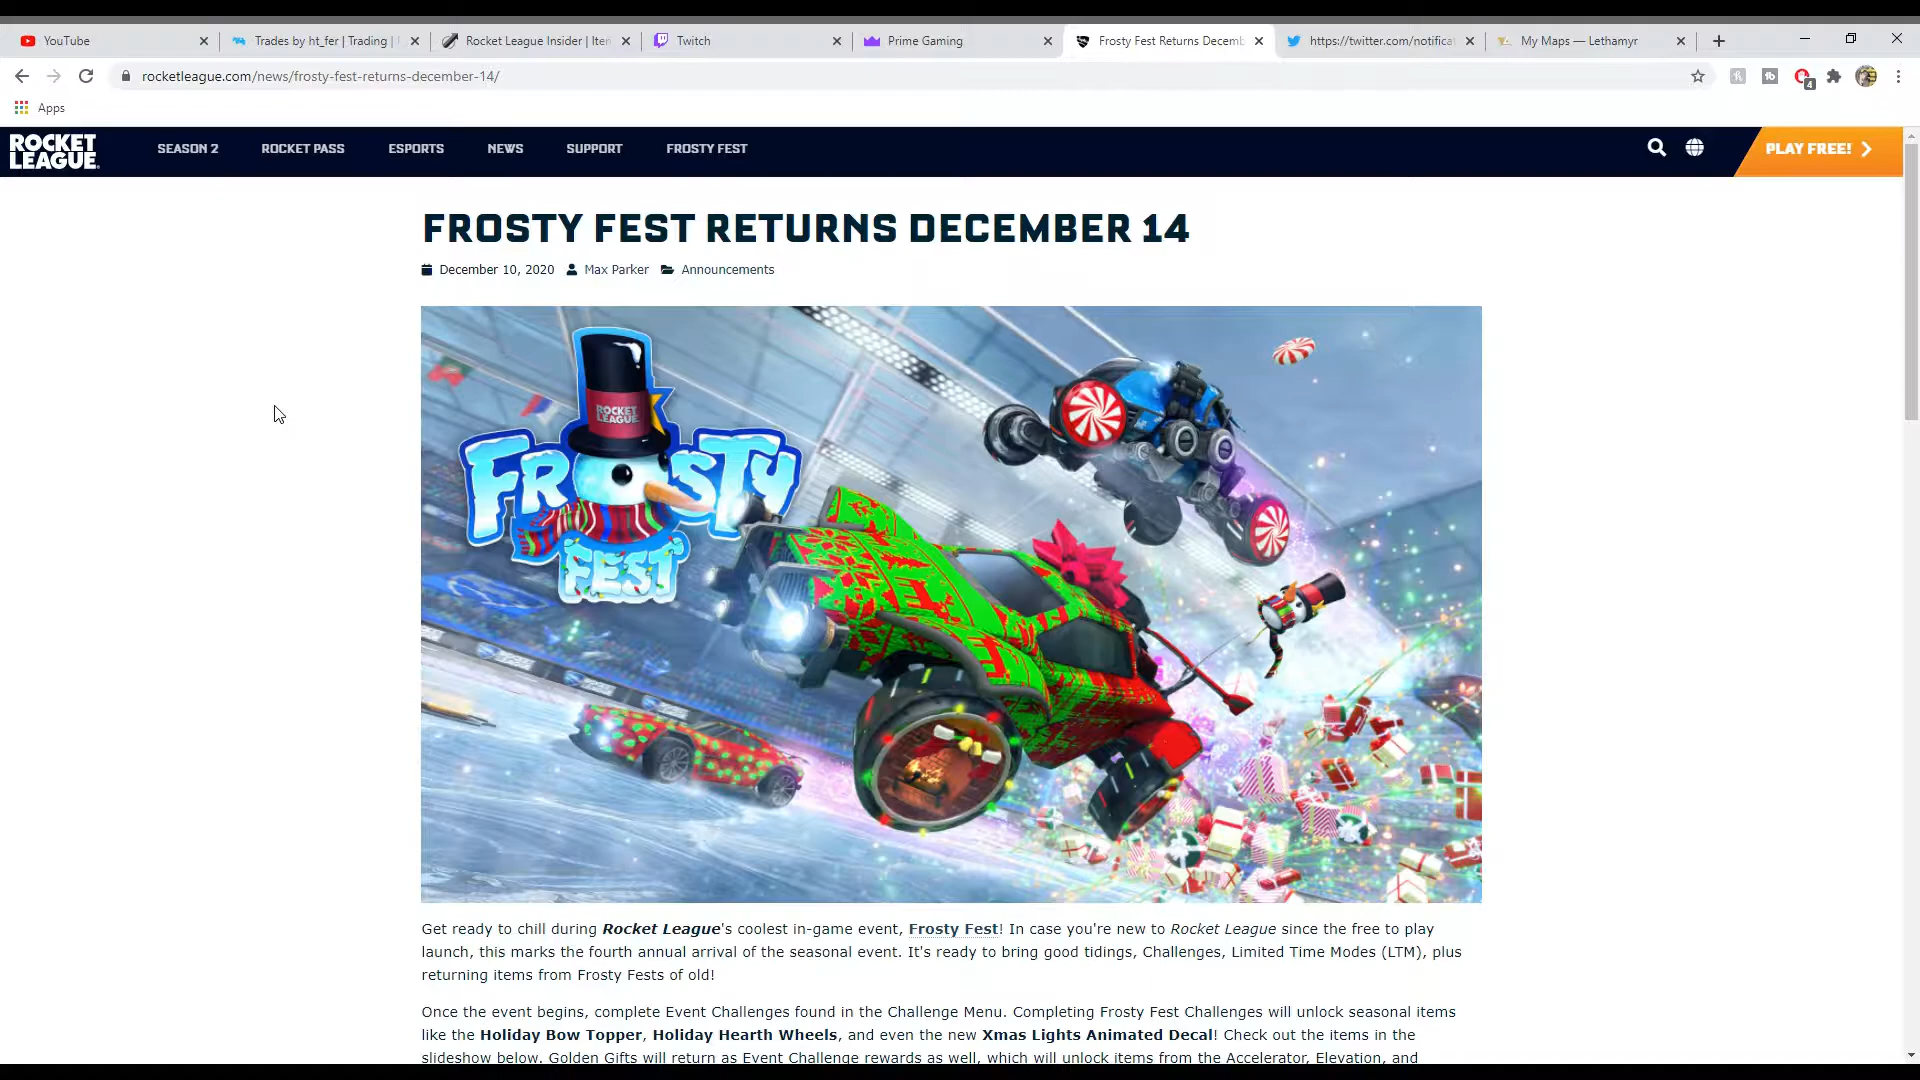 YouTube
Trades by ht_fer | Trading |
Rocket League Insider | Iten
Twitch
Prime Gaming
Frosty Fest Returns Decemb
https://twitter.com/notifica
My Maps — Lethamyr
rocketleague.com/news/frosty-fest-returns-december-14/
4
Apps
ROCKET LEAGUE
SEASON 2
ROCKET PASS
ESPORTS
NEWS
SUPPORT
FROSTY FEST
PLAY FREE!
FROSTY FEST RETURNS DECEMBER 14
December 10, 2020 Max Parker Announcements
ROCKET
LEAGUE
FROSTY
FEST
Get ready to chill during Rocket League's coolest in-game event, Frosty Fest! In case you're new to Rocket League since the free to play
launch, this marks the fourth annual arrival of the seasonal event. It's ready to bring good tidings, Challenges, Limited Time Modes (LTM), plus
returning items from Frosty Fests of old!
Once the event begins, complete Event Challenges found in the Challenge Menu. Completing Frosty Fest Challenges will unlock seasonal items
like the Holiday Bow Topper, Holiday Hearth Wheels, and even the new Xmas Lights Animated Decal! Check out the items in the
slideshow below. Golden Gifts will return as Event Challenge rewards as well, which will unlock items from the Accelerator, Elevation, and